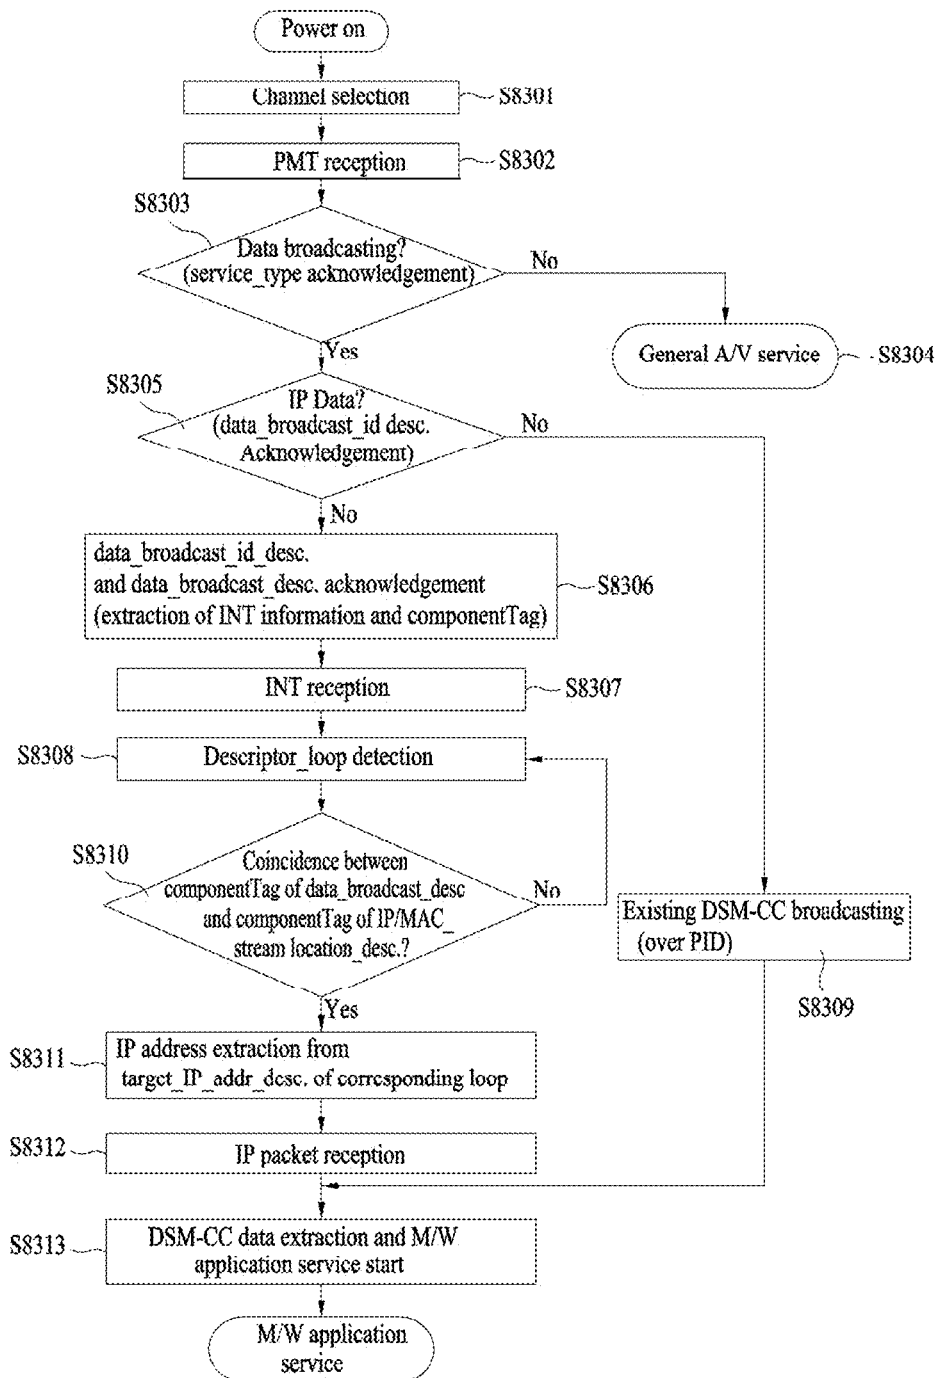 Power on
Channel selection
S8301
PMT reception
S8302
S8303
Data broadcasting?
(service_type acknowledgement)
No
Yes
General A/V service
S8304
S8305
IP Data?
(data_broadcast_id desc.
Acknowledgement)
No
No
data_broadcast_id_desc.
and data_broadcast_desc. acknowledgement
(extraction of INT information and componentTag)
S8306
INT reception
S8307
S8308
Descriptor_loop detection
S8310
Coincidence between
componentTag of data_broadcast_desc
and componentTag of IP/MAC_
stream location_desc.?
No
Yes
Existing DSM-CC broadcasting
(over PID)
S8309
S8311
IP address extraction from
target_IP_addr_desc. of corresponding loop
S8312
IP packet reception
S8313
DSM-CC data extraction and M/W
application service start
M/W application
service